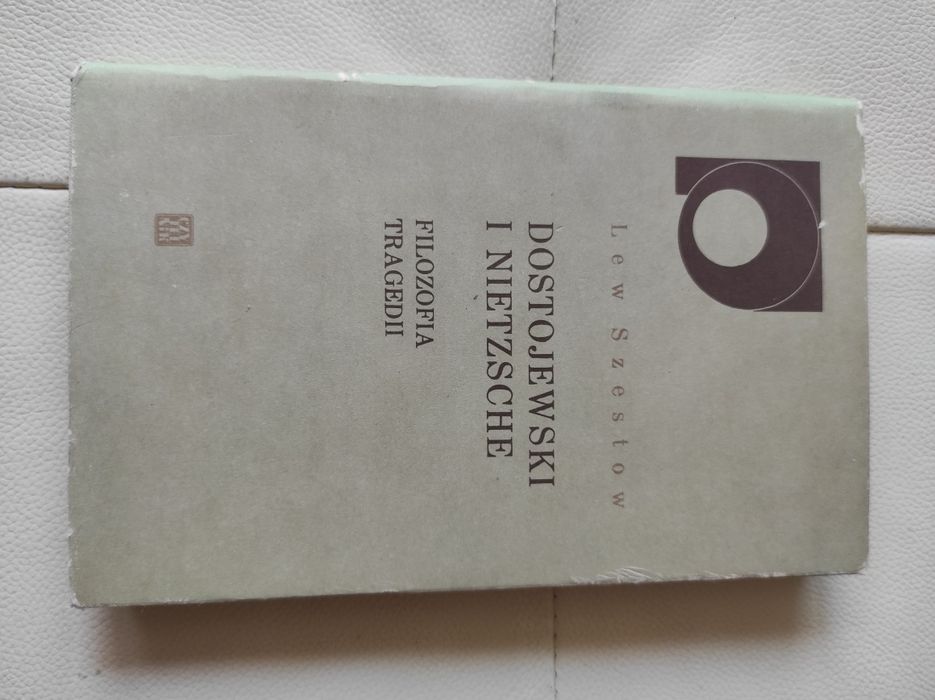 Lew Szestow
DOSTOJEWSKI
I NIETZSCHE
FILOZOFIA
TRAGEDII